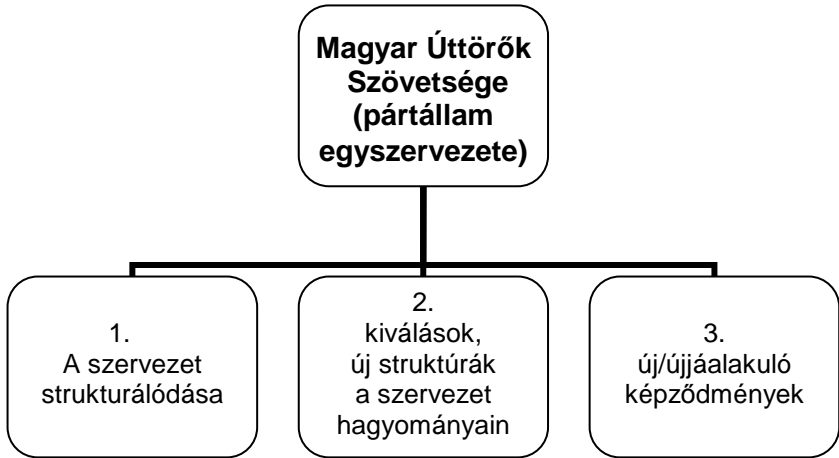 Magyar Úttörők
Szövetsége
(pártállam
egyszervezete)
1.
A szervezet
strukturálódása
2.
kiválások,
új struktúrák
a szervezet
hagyományain
3.
új/újjáalakuló
képződmények